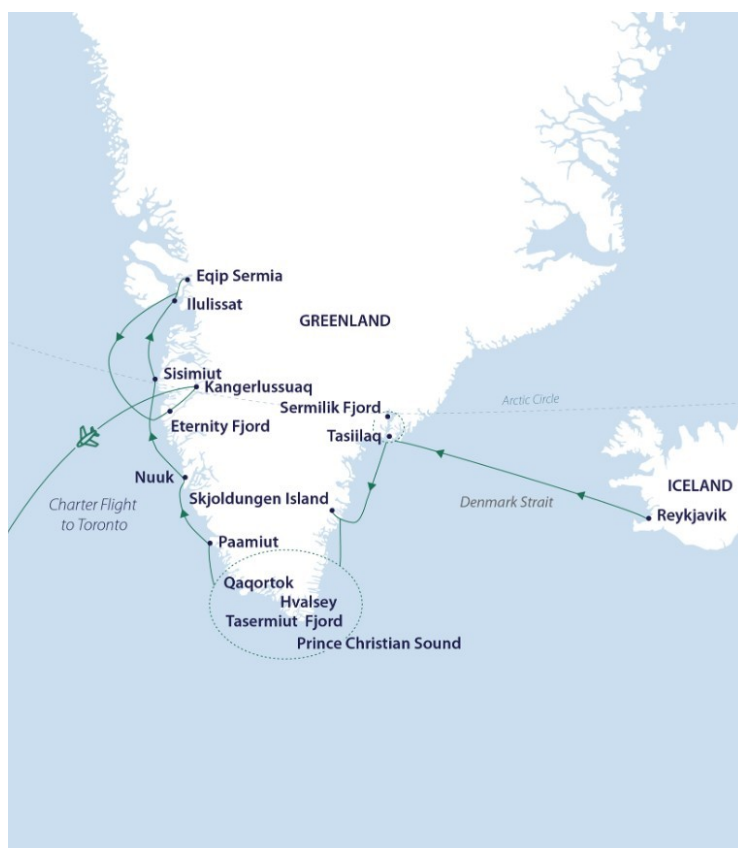 Eqip Sermia
Ilulissat
GREENLAND
Sisimiut
Kangerlussuaq
Arctic Circle
Sermilik Fjord
Eternity Fjord
Tasiilaq
Nuuk
ICELAND
Skjoldungen Island
Denmark Strait
Charter Flight
to Toronto
Reykjavik
Paamiut
Qaqortok
Hvalsey
Tasermiut Fjord
Prince Christian Sound